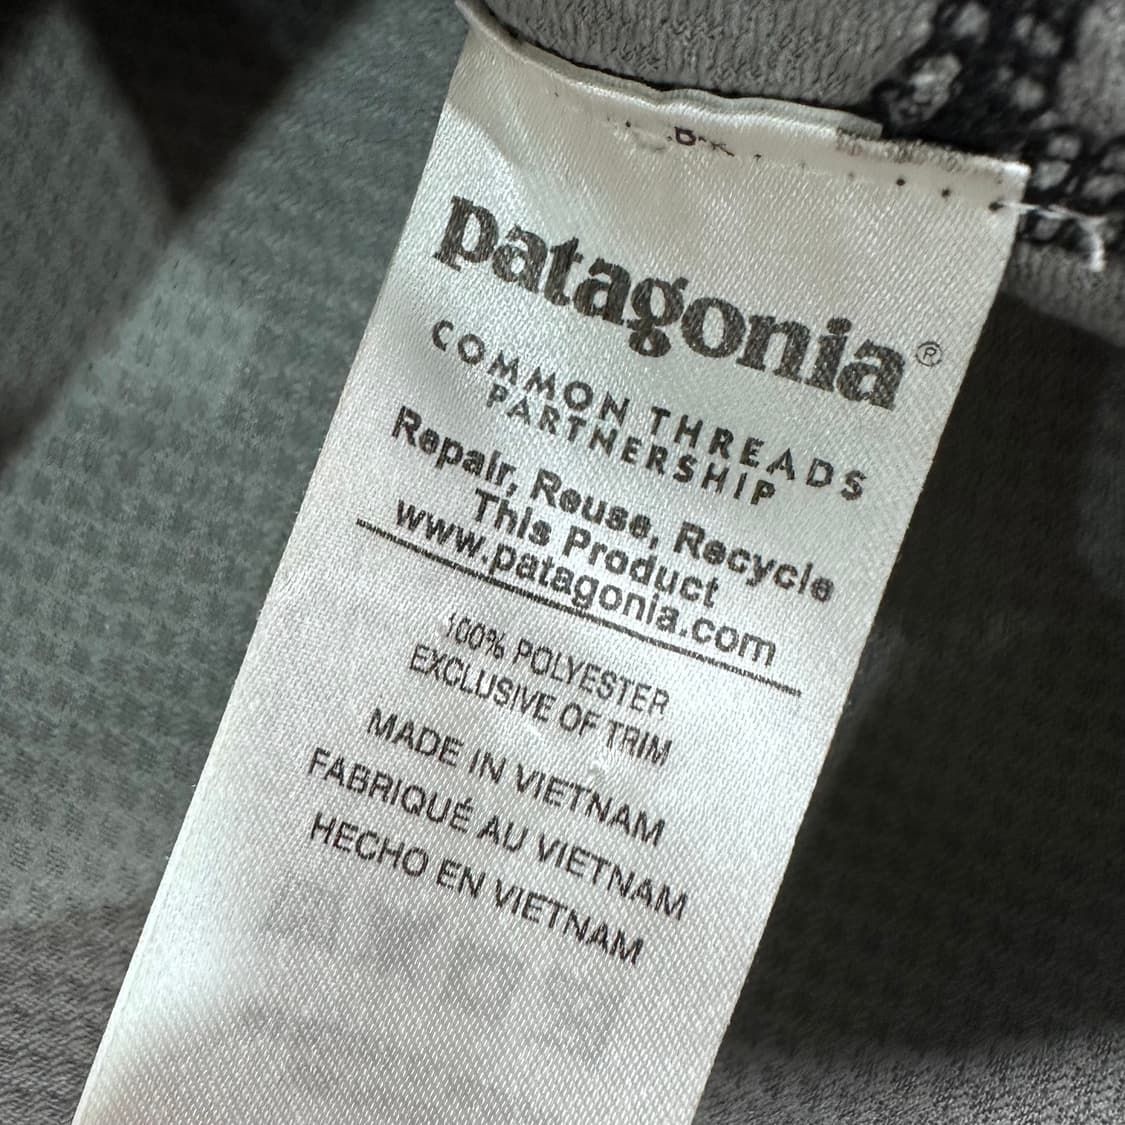 patagonia®
COMMON THREADS
PARTNERSHIP
Repair, Reuse, Recycle
This Product
www.patagonia.com
100% POLYESTER
EXCLUSIVE OF TRIM
MADE IN VIETNAM
FABRIQUÉ AU VIETNAM
HECHO EN VIETNAM